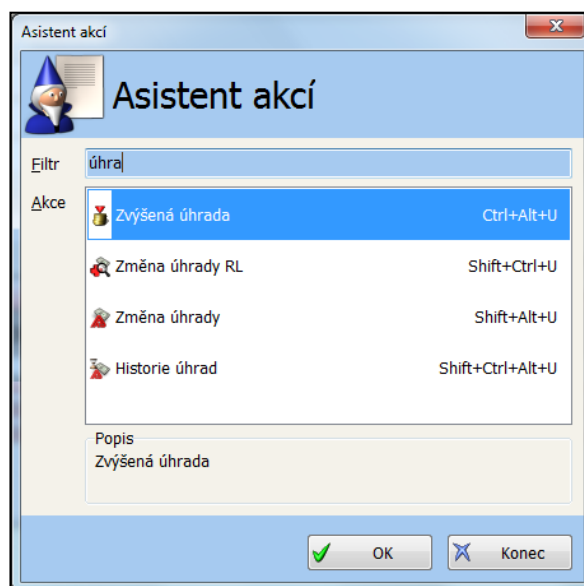 Asistent akcí
Asistent akcí
Filtr úhra
Akce
Zvýšená úhrada Ctrl+Alt+U
Změna úhrady RL Shift+Ctrl+U
Změna úhrady Shift+Alt+U
Historie úhrad Shift+Ctrl+Alt+U
Popis
Zvýšená úhrada
OK Konec